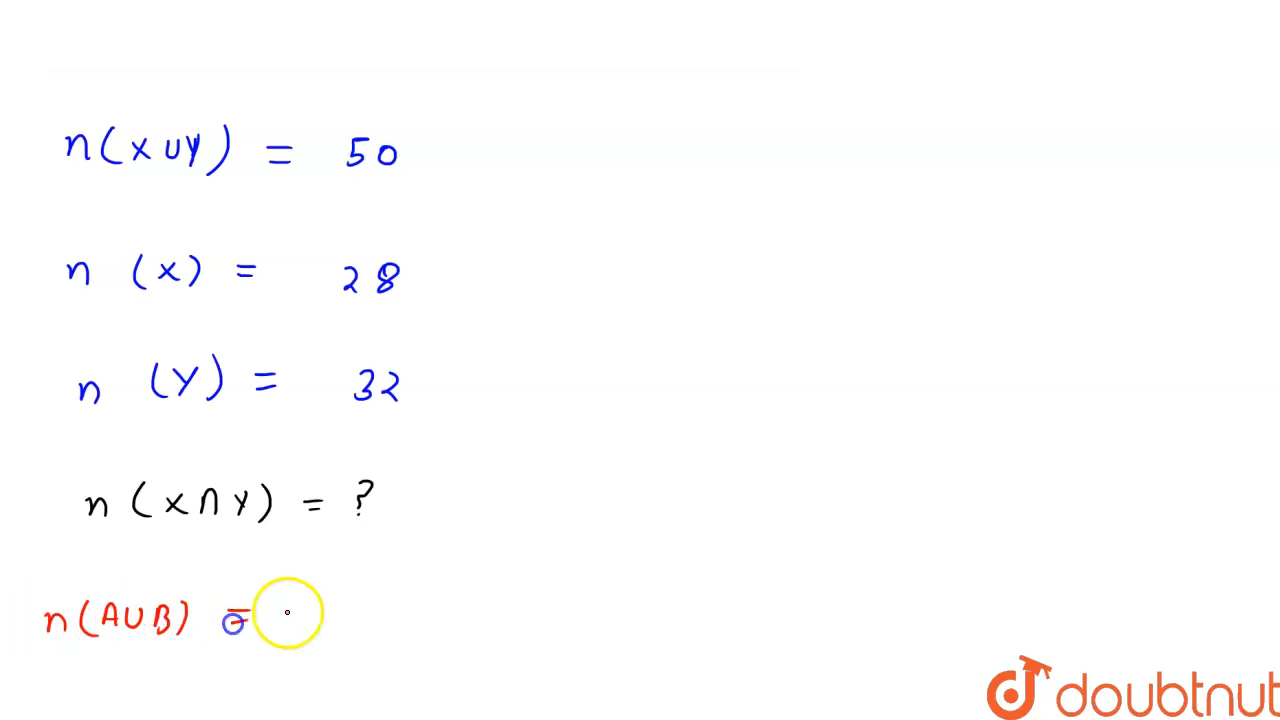 n(X∪Y) = 50
n (X) = 28
n (Y) = 32
n (X∩Y) = ?
n(A∪B) =
doubtnut